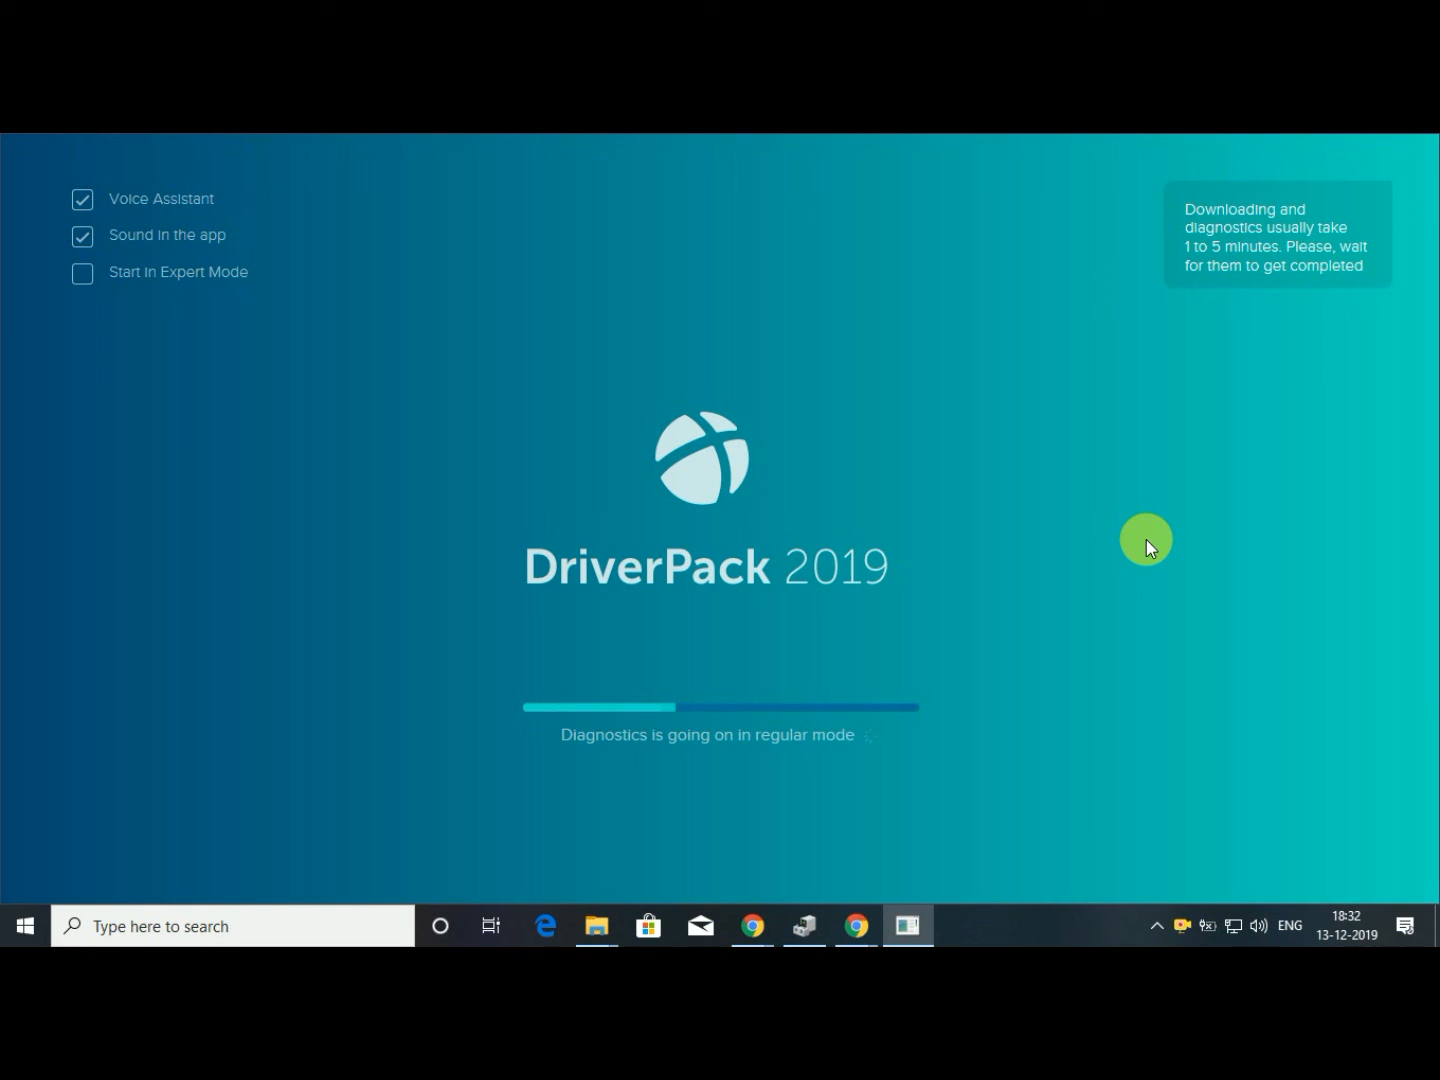 Voice Assistant
Sound in the app
Start in Expert Mode
Downloading and
diagnostics usually take
1 to 5 minutes. Please, wait
for them to get completed
DriverPack 2019
Diagnostics is going on in regular mode
Type here to search
ENG
18:32
13-12-2019